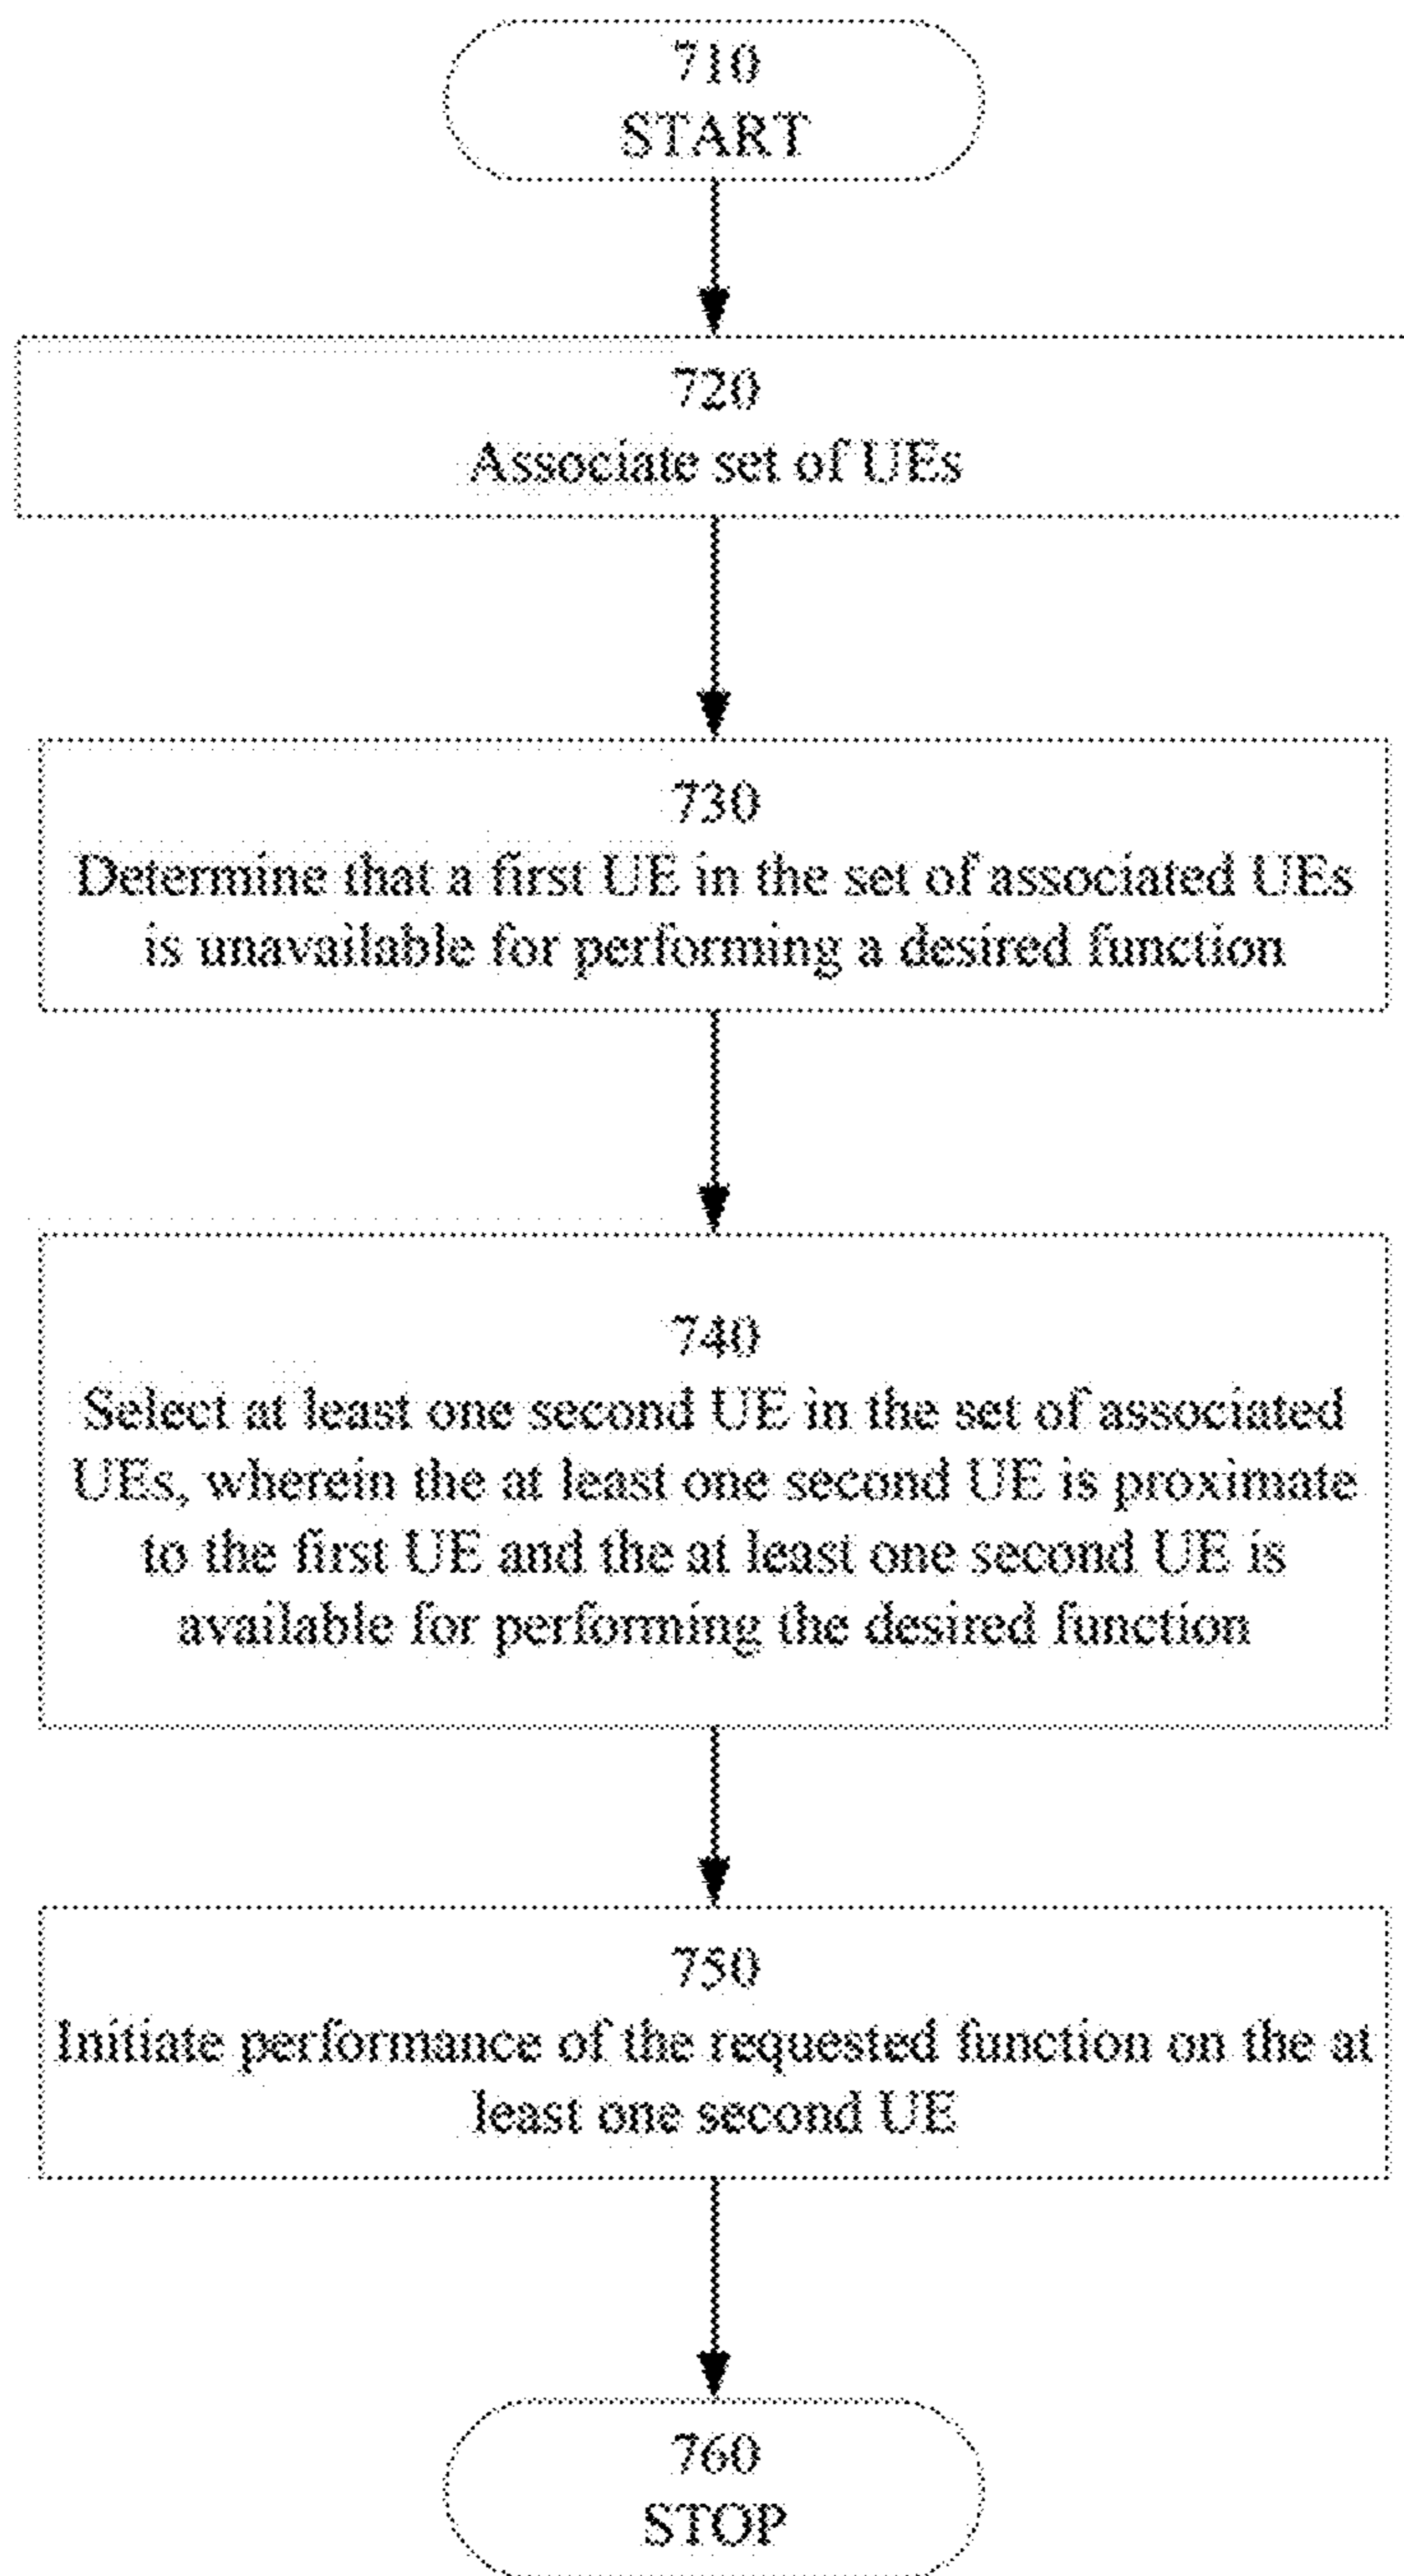 710
START
720
Associate set of UEs
730
Determine that a first UE in the set of associated UEs
is unavailable for performing a desired function
740
Select at least one second UE in the set of associated
UEs, wherein the at least one second UE is proximate
to the first UE and the at least one second UE is
available for performing the desired function
750
Initiate performance of the requested function on the at
least one second UE
760
STOP